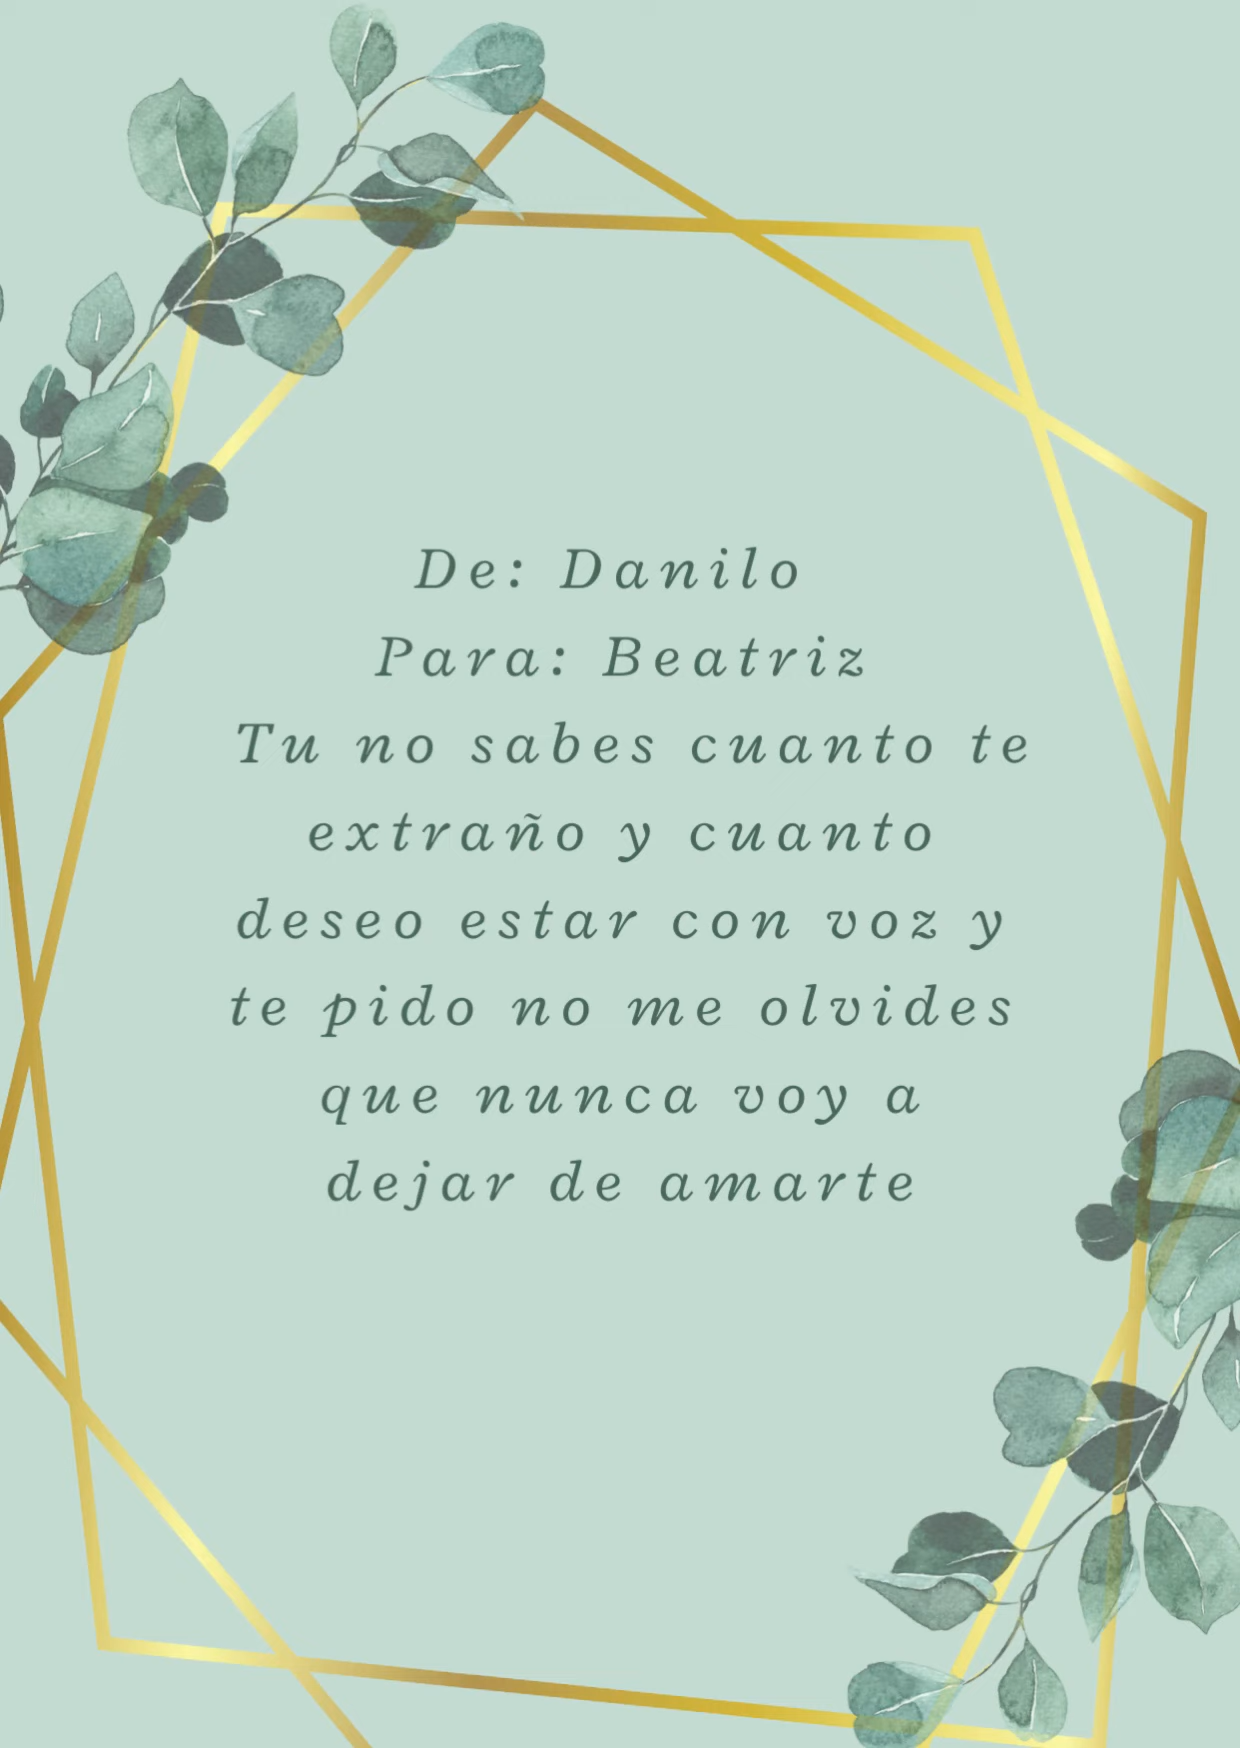 De: Danilo
Para: Beatriz
Tu no sabes cuanto te
extraño y cuanto
deseo estar con voz y
te pido no me olvides
que nunca voy a
dejar de amarte